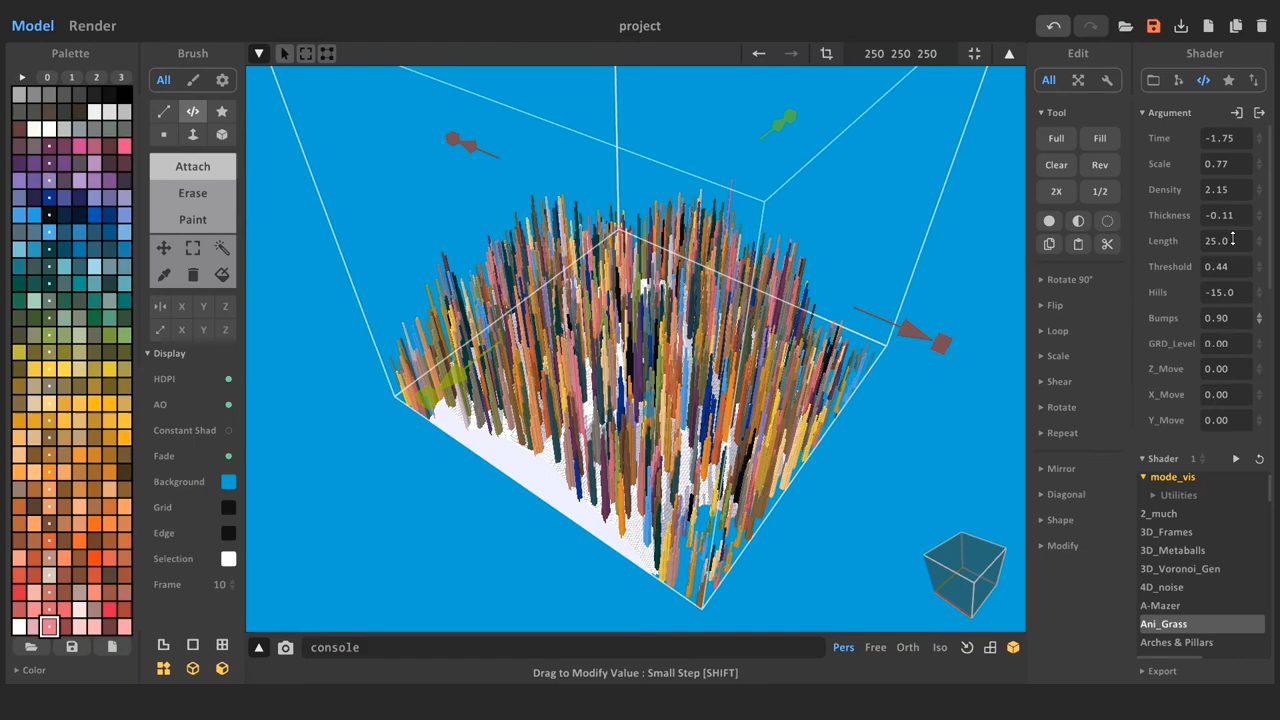 Model Render
project
Palette
Brush
250 250 250
Edit
Shader
0 1 2 3
All
All
Tool
Argument
Full Fill
Time -1.75
Clear Rev
Scale 0.77
2X 1/2
Density 2.15
Attach
Erase
Paint
Thickness -0.11
Length 25.0
Threshold 0.44
Rotate 90°
Hills -15.0
X Y Z
Flip
Bumps 0.90
X Y Z
Loop
GRD_Level 0.00
Display
Scale
Z_Move 0.00
HDPI
Shear
X_Move 0.00
AO
Rotate
Y_Move 0.00
Constant Shad
Repeat
Fade
Shader 1
Background
Mirror
mode_vis
Grid
Diagonal
Utilities
Edge
Shape
2_much
Selection
Modify
3D_Frames
Frame 10
3D_Metaballs
3D_Voronoi_Gen
4D_noise
A-Mazer
Ani_Grass
Arches & Pillars
console
Pers Free Orth Iso
Color
Drag to Modify Value : Small Step [SHIFT]
Export